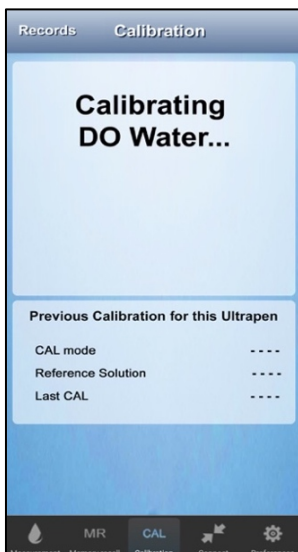 Records Calibration
Calibrating
DO Water...
Previous Calibration for this Ultrapen
CAL mode ----
Reference Solution ----
Last CAL ----
MR CAL